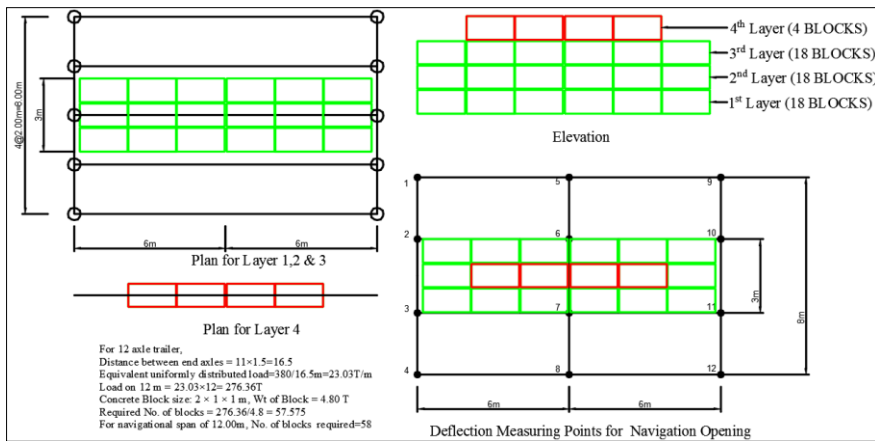 4th Layer (4 BLOCKS)
3rd Layer (18 BLOCKS)
2nd Layer (18 BLOCKS)
1st Layer (18 BLOCKS)
Elevation
4@2.00m=8.00m
3m
6m
6m
Plan for Layer 1,2 & 3
Plan for Layer 4
For 12 axle trailer,
Distance between end axles = 11×1.5=16.5
Equivalent uniformly distributed load=380/16.5m=23.03T/m
Load on 12 m = 23.03×12= 276.36T
Concrete Block size: 2 × 1 × 1 m, Wt of Block = 4.80 T
Required No. of blocks = 276.36/4.8 = 57.575
For navigational span of 12.00m, No. of blocks required=58
1
5
9
2
6
10
3
7
11
4
8
12
3m
8m
6m
6m
Deflection Measuring Points for Navigation Opening